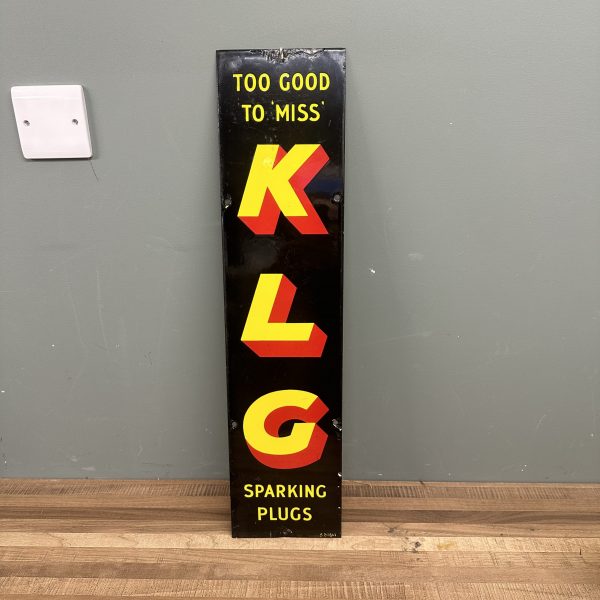 TOO GOOD
TO 'MISS'
K
L
G
SPARKING
PLUGS